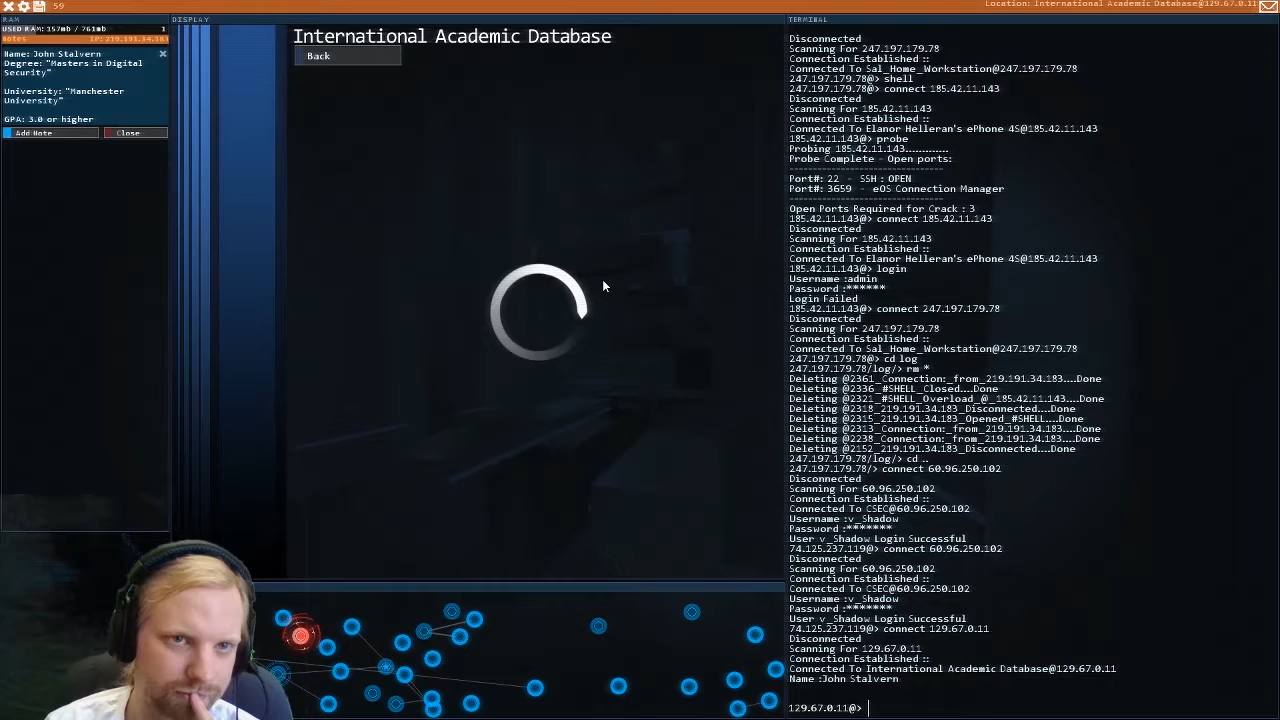 59
Location: International Academic Database@129.67.0.11
RAM
USED RAM: 157mb / 761mb
1
notes
IP: 219.191.34.183
Name: John Stalvern
Degree: "Masters in Digital
Security"
University: "Manchester
University"
GPA: 3.0 or higher
Add Note
Close
DISPLAY
International Academic Database
Back
TERMINAL
Disconnected
Scanning For 247.197.179.78
Connection Established ::
Connected To Sal_Home_Workstation@247.197.179.78
247.197.179.78@> shell
247.197.179.78@> connect 185.42.11.143
Disconnected
Scanning For 185.42.11.143
Connection Established ::
Connected To Elanor Helleran's ePhone 4S@185.42.11.143
185.42.11.143@> probe
Probing 185.42.11.143.............
Probe Complete - Open ports:
---------------------------------
Port#: 22  -  SSH : OPEN
Port#: 3659  -  eOS Connection Manager
---------------------------------
Open Ports Required for Crack : 3
185.42.11.143@> connect 185.42.11.143
Disconnected
Scanning For 185.42.11.143
Connection Established ::
Connected To Elanor Helleran's ePhone 4S@185.42.11.143
185.42.11.143@> login
Username :admin
Password :******
Login Failed
185.42.11.143@> connect 247.197.179.78
Disconnected
Scanning For 247.197.179.78
Connection Established ::
Connected To Sal_Home_Workstation@247.197.179.78
247.197.179.78@> cd log
247.197.179.78/log/> rm *
Deleting @2361_Connection:_from_219.191.34.183....Done
Deleting @2336_#SHELL_Closed....Done
Deleting @2321_#SHELL_Overload_@_185.42.11.143....Done
Deleting @2318_219.191.34.183_Disconnected....Done
Deleting @2315_219.191.34.183_Opened_#SHELL....Done
Deleting @2313_Connection:_from_219.191.34.183....Done
Deleting @2238_Connection:_from_219.191.34.183....Done
Deleting @2152_219.191.34.183_Disconnected....Done
247.197.179.78/log/> cd ..
247.197.179.78/> connect 60.96.250.102
Disconnected
Scanning For 60.96.250.102
Connection Established ::
Connected To CSEC@60.96.250.102
Username :v_Shadow
Password :*******
User v_Shadow Login Successful
74.125.237.119@> connect 60.96.250.102
Disconnected
Scanning For 60.96.250.102
Connection Established ::
Connected To CSEC@60.96.250.102
Username :v_Shadow
Password :*******
User v_Shadow Login Successful
74.125.237.119@> connect 129.67.0.11
Disconnected
Scanning For 129.67.0.11
Connection Established ::
Connected To International Academic Database@129.67.0.11
Name :John Stalvern
129.67.0.11@>